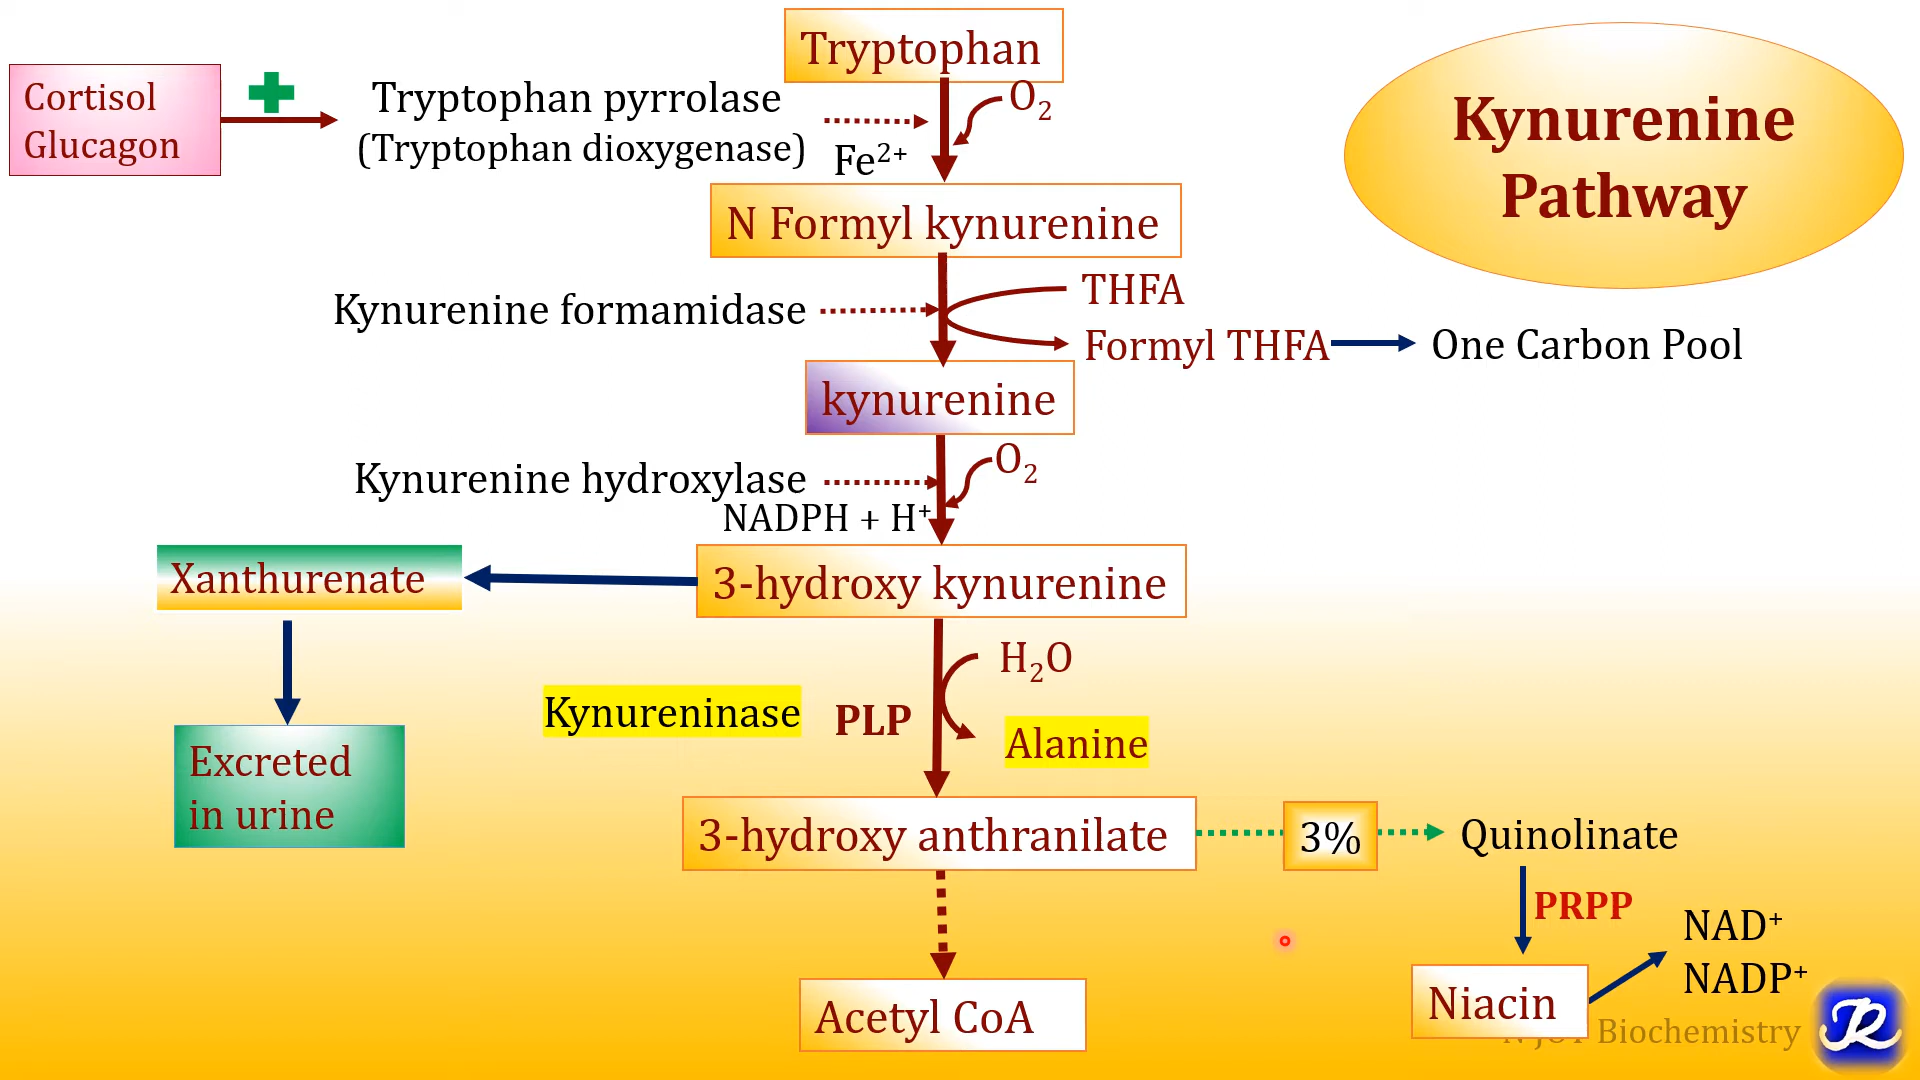 Tryptophan
Cortisol
Glucagon
Tryptophan pyrrolase
(Tryptophan dioxygenase)
O2
Fe2+
Kynurenine
Pathway
N Formyl kynurenine
Kynurenine formamidase
THFA
Formyl THFA
One Carbon Pool
kynurenine
Kynurenine hydroxylase
O2
NADPH + H+
Xanthurenate
3-hydroxy kynurenine
H2O
Kynureninase
PLP
Alanine
Excreted
in urine
3-hydroxy anthranilate
3%
Quinolinate
PRPP
NAD+
NADP+
Acetyl CoA
Niacin
Biochemistry
R